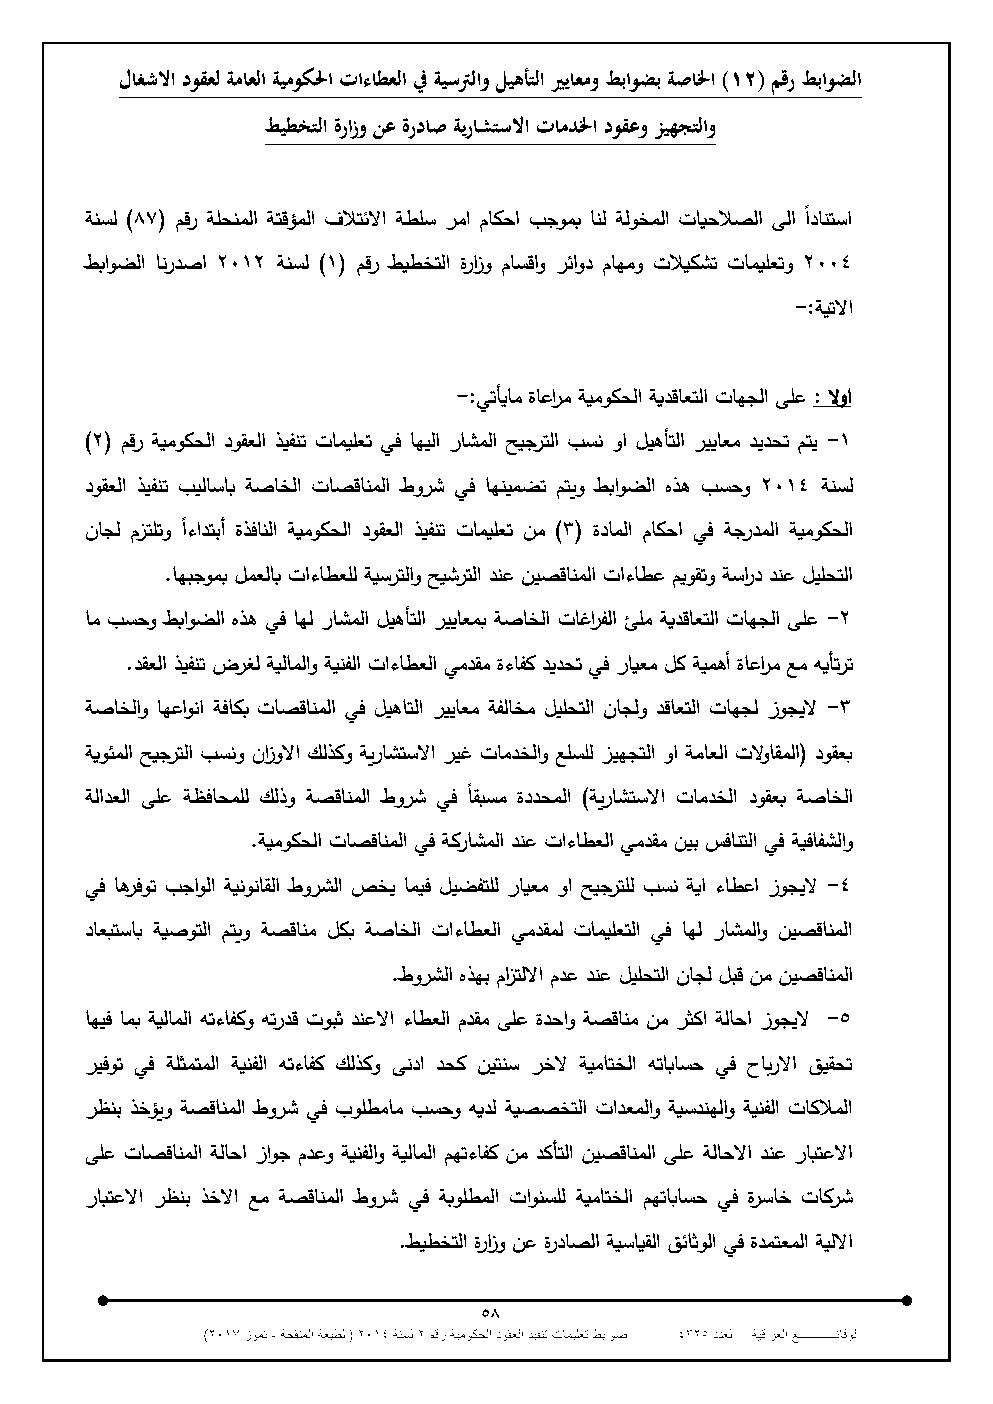 الضوابط رقم (١٢) الخاصة بضوابط ومعايير التأهيل والترسية في العطاءات الحكومية العامة لعقود الاشغال
والتجهيز وعقود الخدمات الاستشارية صادرة عن وزارة التخطيط
استناداً الى الصلاحيات المخولة لنا بموجب احكام امر سلطة الائتلاف المؤقتة المنحلة رقم (٨٧) لسنة
٢٠٠٤ وتعليمات تشكيلات ومهام دوائر واقسام وزارة التخطيط رقم (١) لسنة ٢٠١٢ اصدرنا الضوابط
الاتية:-
اولا : على الجهات التعاقدية الحكومية مراعاة مايأتي:-
١- يتم تحديد معايير التأهيل او نسب الترجيح المشار اليها في تعليمات تنفيذ العقود الحكومية رقم (٢)
لسنة ٢٠١٤ وحسب هذه الضوابط ويتم تضمينها في شروط المناقصات الخاصة باساليب تنفيذ العقود
الحكومية المدرجة في احكام المادة (٣) من تعليمات تنفيذ العقود الحكومية النافذة أبتداءاً وتلتزم لجان
التحليل عند دراسة وتقويم عطاءات المناقصين عند الترشيح والترسية للعطاءات بالعمل بموجبها.
٢- على الجهات التعاقدية ملئ الفراغات الخاصة بمعايير التأهيل المشار لها في هذه الضوابط وحسب ما
ترتأيه مع مراعاة أهمية كل معيار في تحديد كفاءة مقدمي العطاءات الفنية والمالية لغرض تنفيذ العقد.
٣- لايجوز لجهات التعاقد ولجان التحليل مخالفة معايير التاهيل في المناقصات بكافة انواعها والخاصة
بعقود (المقاولات العامة او التجهيز للسلع والخدمات غير الاستشارية وكذلك الاوزان ونسب الترجيح المئوية
الخاصة بعقود الخدمات الاستشارية) المحددة مسبقاً في شروط المناقصة وذلك للمحافظة على العدالة
والشفافية في التنافس بين مقدمي العطاءات عند المشاركة في المناقصات الحكومية.
٤- لايجوز اعطاء اية نسب للترجيح او معيار للتفضيل فيما يخص الشروط القانونية الواجب توفرها في
المناقصين والمشار لها في التعليمات لمقدمي العطاءات الخاصة بكل مناقصة ويتم التوصية باستبعاد
المناقصين من قبل لجان التحليل عند عدم الالتزام بهذه الشروط.
٥- لايجوز احالة اكثر من مناقصة واحدة على مقدم العطاء الاعند ثبوت قدرته وكفاءته المالية بما فيها
تحقيق الارباح في حساباته الختامية لاخر سنتين كحد ادنى وكذلك كفاءته الفنية المتمثلة في توفير
الملاكات الفنية والهندسية والمعدات التخصصية لديه وحسب مامطلوب في شروط المناقصة ويؤخذ بنظر
الاعتبار عند الاحالة على المناقصين التأكد من كفاءتهم المالية والفنية وعدم جواز احالة المناقصات على
شركات خاسرة في حساباتهم الختامية للسنوات المطلوبة في شروط المناقصة مع الاخذ بنظر الاعتبار
الالية المعتمدة في الوثائق القياسية الصادرة عن وزارة التخطيط.
٥٨
لوقائـــــــــــع العراقية لعدد ٤٣٢٥ ضوابط تعليمات تنفيذ العقود الحكومية رقم ٢ لسنة ٢٠١٤ ( لطبعة المنقحة - تموز ٢٠١٧)